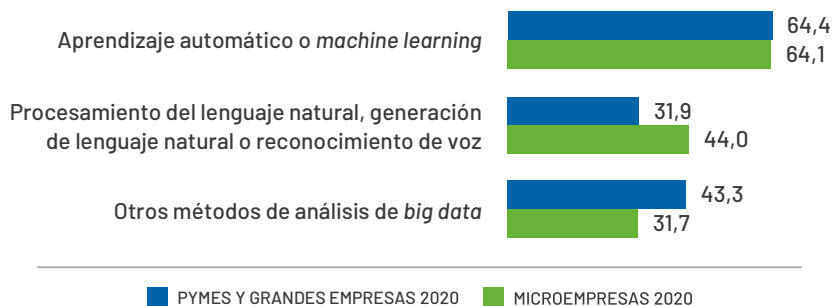 Aprendizaje automático o machine learning
64,4
64,1
Procesamiento del lenguaje natural, generación
de lenguaje natural o reconocimiento de voz
31,9
44,0
Otros métodos de análisis de big data
43,3
31,7
PYMES Y GRANDES EMPRESAS 2020
MICROEMPRESAS 2020